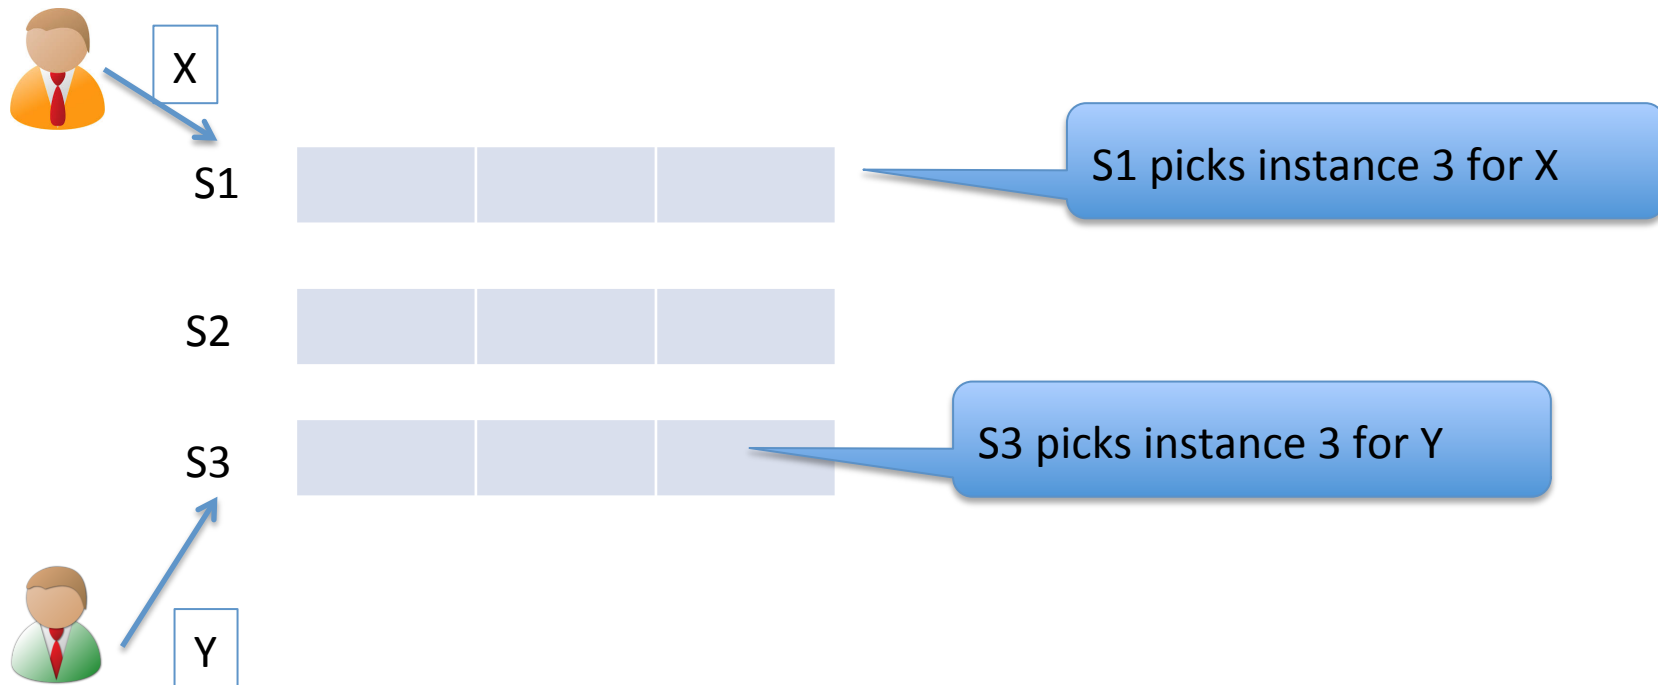 X
S1 picks instance 3 for X
S1
S2
S3 picks instance 3 for Y
S3
Y